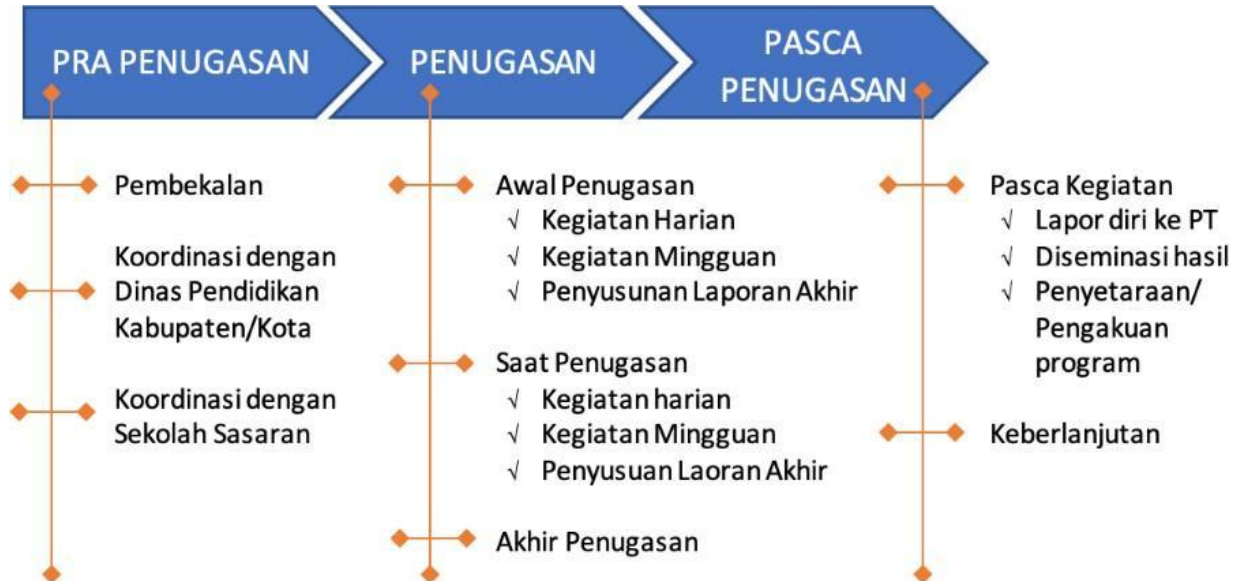 PRA PENUGASAN
PENUGASAN
PASCA
PENUGASAN
Pembekalan
Koordinasi dengan
Dinas Pendidikan
Kabupaten/Kota
Koordinasi dengan
Sekolah Sasaran
Awal Penugasan
√ Kegiatan Harian
√ Kegiatan Mingguan
√ Penyusunan Laporan Akhir
Saat Penugasan
√ Kegiatan harian
√ Kegiatan Mingguan
√ Penyusuan Laoran Akhir
Akhir Penugasan
Pasca Kegiatan
√ Lapor diri ke PT
√ Diseminasi hasil
√ Penyetaraan/
Pengakuan
program
Keberlanjutan